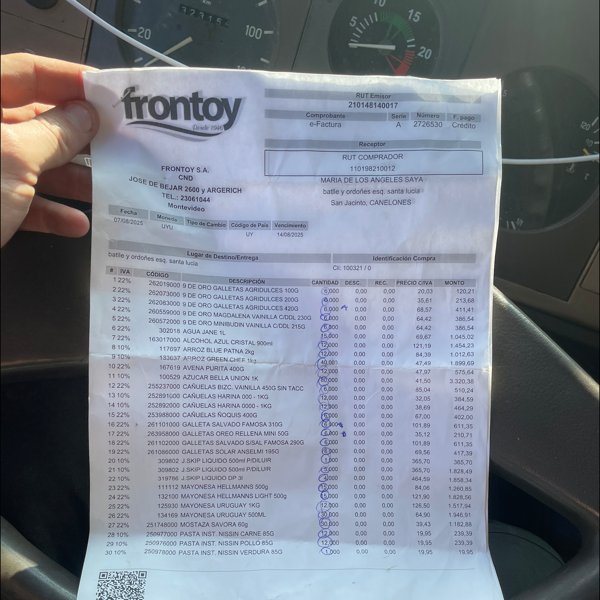 frontoy
Desde 1946
RUT Emisor
210148140017
Comprobante Serie Número F. pago
e-Factura A 2726530 Crédito
Receptor
RUT COMPRADOR
110198210012
FRONTOY S.A.
CND
JOSE DE BEJAR 2600 y ARGERICH
TEL.: 23061044
Montevideo
MARIA DE LOS ANGELES SAYA
batlle y ordoñes esq. santa lucia
San Jacinto, CANELONES
Fecha Moneda Tipo de Cambio Código de País Vencimiento
07/08/2025 UYU UY 14/08/2025
Lugar de Destino/Entrega Identificación Compra
batlle y ordoñes esq. santa lucia Cli: 100321 / 0
# IVA CÓDIGO DESCRIPCIÓN CANTIDAD DESC. REC. PRECIO C/IVA MONTO
1 22% 262019000 9 DE ORO GALLETAS AGRIDULCES 100G 6,000 0,00 0,00 20,03 120,21
2 22% 262073000 9 DE ORO GALLETAS AGRIDULCES 200G 6,000 0,00 0,00 35,61 213,68
3 22% 262083000 9 DE ORO GALLETAS AGRIDULCES 420G 6,000 0,00 0,00 68,57 411,41
4 22% 260559000 9 DE ORO MAGDALENA VAINILLA C/DDL 230G 6,000 0,00 0,00 64,42 386,54
5 22% 260572000 9 DE ORO MINIBUDIN VAINILLA C/DDL 215G 6,000 0,00 0,00 64,42 386,54
6 22% 302018 AGUA JANE 1L 15,000 0,00 0,00 69,67 1.045,02
7 22% 163017000 ALCOHOL AZUL CRISTAL 900ml 12,000 0,00 0,00 121,19 1.454,23
8 10% 117697 ARROZ BLUE PATNA 2kg 12,000 0,00 0,00 84,39 1.012,63
9 10% 133637 ARROZ GREEN CHEF 1kg 40,000 0,00 0,00 47,49 1.899,69
10 22% 167619 AVENA PURITA 400G 12,000 0,00 0,00 47,97 575,64
11 10% 100529 AZUCAR BELLA UNION 1K 80,000 0,00 0,00 41,50 3.320,38
12 22% 255237000 CAÑUELAS BIZC. VAINILLA 450G SIN TACC 6,000 0,00 0,00 85,04 510,24
13 10% 252891000 CAÑUELAS HARINA 000 - 1KG 12,000 0,00 0,00 32,05 384,59
14 10% 252892000 CAÑUELAS HARINA 0000 - 1KG 12,000 0,00 0,00 38,69 464,29
15 22% 253988000 CAÑUELAS ÑOQUIS 400G 6,000 0,00 0,00 67,00 402,00
16 22% 261101000 GALLETA SALVADO FAMOSA 310G 6,000 0,00 0,00 101,89 611,35
17 22% 263958000 GALLETAS OREO RELLENA MINI 50G 6,000 0,00 0,00 35,12 210,71
18 22% 261102000 GALLETAS SALVADO S/SAL FAMOSA 290G 6,000 0,00 0,00 101,89 611,35
19 22% 261086000 GALLETAS SOLAR ANSELMI 195G 6,000 0,00 0,00 69,56 417,39
20 10% 309802 J.SKIP LIQUIDO 500ml P/DILUIR 1,000 0,00 0,00 365,70 365,70
21 10% 309802 J.SKIP LIQUIDO 500ml P/DILUIR 5,000 0,00 0,00 365,70 1.828,49
22 10% 319786 J.SKIP LIQUIDO DP 3l 4,000 0,00 0,00 464,59 1.858,34
23 22% 111112 MAYONESA HELLMANNS 500g 15,000 0,00 0,00 84,06 1.260,85
24 22% 132100 MAYONESA HELLMANNS LIGHT 500g 15,000 0,00 0,00 121,90 1.828,56
25 22% 125930 MAYONESA URUGUAY 1KG 12,000 0,00 0,00 126,50 1.517,94
26 22% 134169 MAYONESA URUGUAY 500ML 30,000 0,00 0,00 64,90 1.946,91
27 22% 251748000 MOSTAZA SAVORA 60g 30,000 0,00 0,00 39,43 1.182,88
28 10% 250977000 PASTA INST. NISSIN CARNE 85G 12,000 0,00 0,00 19,95 239,39
29 10% 250976000 PASTA INST. NISSIN POLLO 85G 12,000 0,00 0,00 19,95 239,39
30 10% 250978000 PASTA INST. NISSIN VERDURA 85G 1,000 0,00 0,00 19,95 19,95